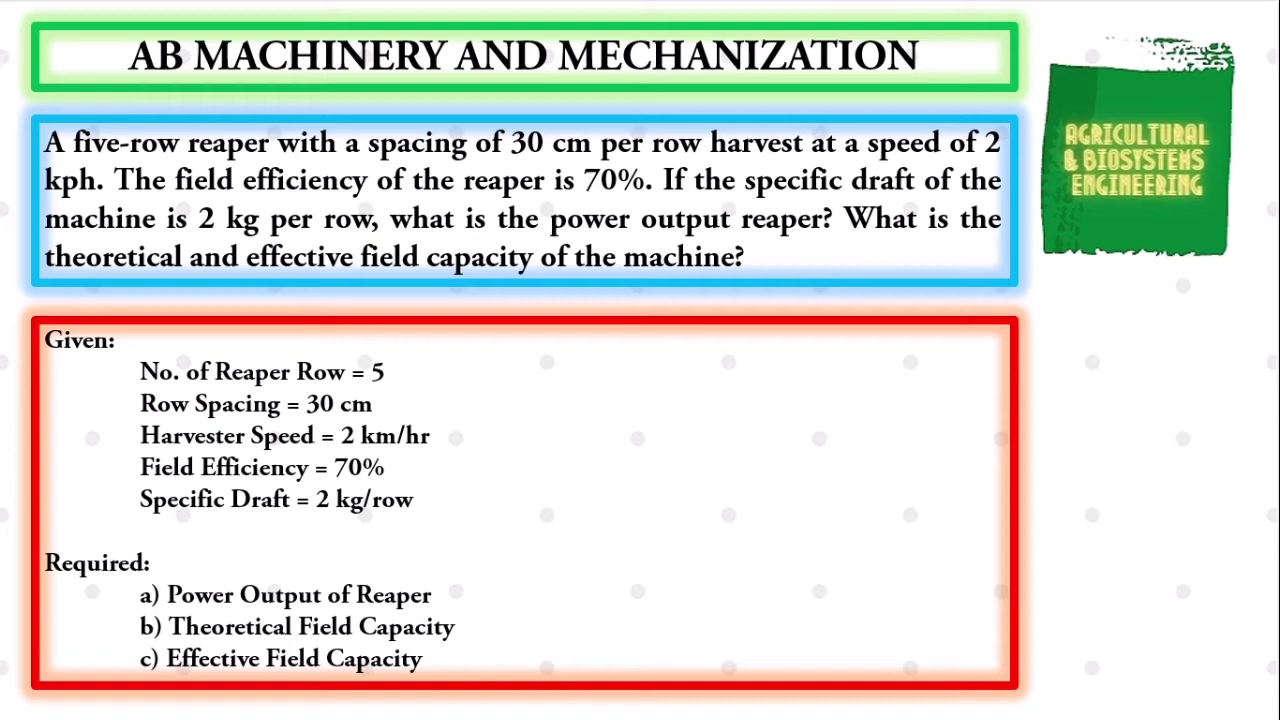 AB MACHINERY AND MECHANIZATION
A five-row reaper with a spacing of 30 cm per row harvest at a speed of 2
kph. The field efficiency of the reaper is 70%. If the specific draft of the
machine is 2 kg per row, what is the power output reaper? What is the
theoretical and effective field capacity of the machine?
AGRICULTURAL
& BIOSYSTEMS
ENGINEERING
Given:
No. of Reaper Row = 5
Row Spacing = 30 cm
Harvester Speed = 2 km/hr
Field Efficiency = 70%
Specific Draft = 2 kg/row
Required:
a) Power Output of Reaper
b) Theoretical Field Capacity
c) Effective Field Capacity